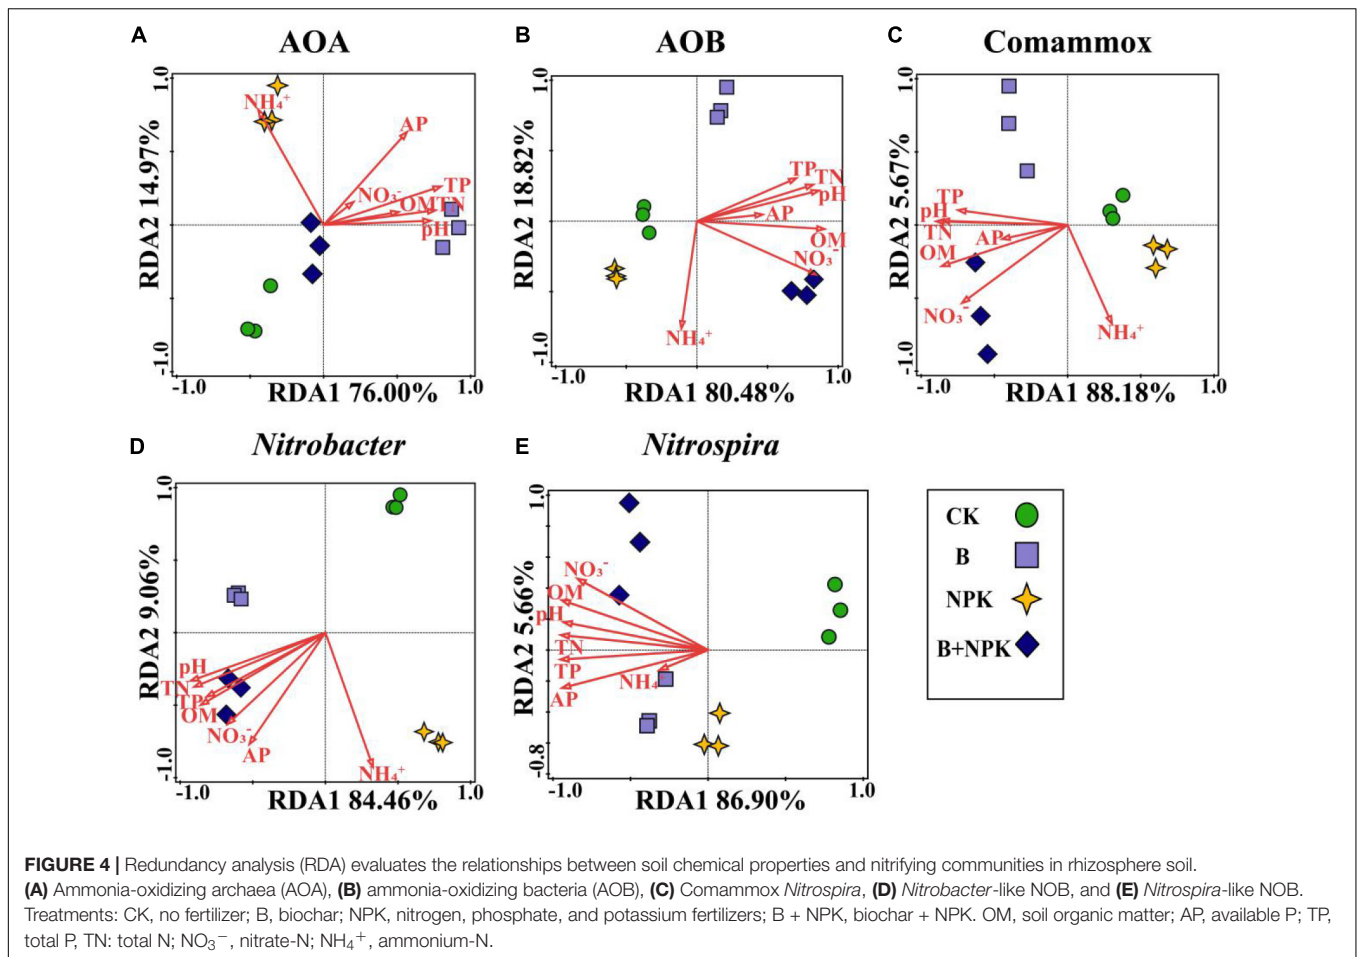 A
AOA
1.0
RDA2 14.97%
-1.0
NH₄⁺
AP
NO₃⁻
TP
OM
TN
pH
-1.0
RDA1 76.00%
1.0
B
AOB
1.0
RDA2 18.82%
-1.0
TP
TN
pH
AP
OM
NO₃⁻
NH₄⁺
-1.0
RDA1 80.48%
1.0
C
Comammox
1.0
RDA2 5.67%
-1.0
TP
pH
TN
AP
OM
NO₃⁻
NH₄⁺
-1.0
RDA1 88.18%
1.0
D
Nitrobacter
1.0
RDA2 9.06%
-1.0
pH
TN
TP
OM
NO₃⁻
AP
NH₄⁺
-1.0
RDA1 84.46%
1.0
E
Nitrospira
1.0
RDA2 5.66%
-0.8
NO₃⁻
OM
pH
TN
TP
NH₄
AP
-1.0
RDA1 86.90%
1.0
CK
B
NPK
B+NPK
FIGURE 4 | Redundancy analysis (RDA) evaluates the relationships between soil chemical properties and nitrifying communities in rhizosphere soil.
(A) Ammonia-oxidizing archaea (AOA), (B) ammonia-oxidizing bacteria (AOB), (C) Comammox Nitrospira, (D) Nitrobacter-like NOB, and (E) Nitrospira-like NOB.
Treatments: CK, no fertilizer; B, biochar; NPK, nitrogen, phosphate, and potassium fertilizers; B + NPK, biochar + NPK. OM, soil organic matter; AP, available P; TP,
total P, TN: total N; NO₃⁻, nitrate-N; NH₄⁺, ammonium-N.